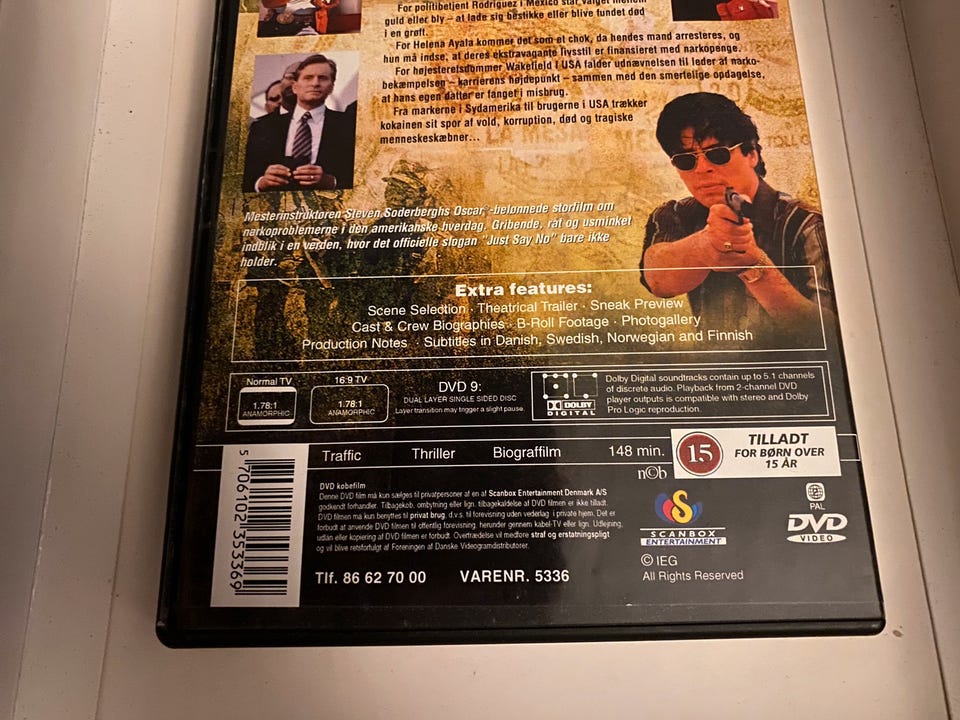 For politibetjent Rodriguez i Mexico står valget mellem
guld eller bly – at lade sig bestikke eller blive fundet død
i en grøft.
For Helena Ayala kommer det som et chok, da hendes mand arresteres, og
hun må indse, at deres ekstravagante livsstil er finansieret med narkopenge.
For højesteretsdommer Wakefield i USA falder udnævnelsen til leder af narko-
bekæmpelsen – karrierens højdepunkt – sammen med den smertelige opdagelse,
at hans egen datter er fanget i misbrug.
Fra markerne i Sydamerika til brugerne i USA trækker
kokainen sit spor af vold, korruption, død og tragiske
menneskeskæbner...
Mesterinstruktøren Steven Soderberghs Oscar®-belønnede storfilm om
narkoproblemerne i den amerikanske hverdag. Gribende, råt og usminket
indblik i en verden, hvor det officielle slogan "Just Say No" bare ikke
holder.
Extra features:
Scene Selection · Theatrical Trailer · Sneak Preview
Cast & Crew Biographies · B-Roll Footage · Photogallery
Production Notes · Subtitles in Danish, Swedish, Norwegian and Finnish
Normal TV
1.78:1
ANAMORPHIC
16:9 TV
1.78:1
ANAMORPHIC
DVD 9:
DUAL LAYER SINGLE SIDED DISC
Layer transition may trigger a slight pause.
DOLBY
DIGITAL
Dolby Digital soundtracks contain up to 5.1 channels
of discrete audio. Playback from 2-channel DVD
player outputs is compatible with stereo and Dolby
Pro Logic reproduction.
Traffic Thriller Biograffilm 148 min.
n©b
15
TILLADT
FOR BØRN OVER
15 ÅR
5706102353369
DVD købefilm
Denne DVD film må kun sælges til privatpersoner af en af Scanbox Entertainment Denmark A/S
godkendt forhandler. Tilbagekøb, ombytning eller lign. tilbagekaldelse af DVD filmen er ikke tilladt.
DVD filmen må kun benyttes til privat brug, d.v.s. til forevisning uden vederlag i private hjem. Det er
forbudt at anvende DVD filmen til offentlig forevisning, herunder gennem kabel-TV eller lign. Udlejning,
udlån eller kopiering af DVD filmen er forbudt. Overtrædelse vil medføre straf og erstatningspligt
og vil blive retsforfulgt af Foreningen af Danske Videogramdistributører.
Tlf. 86 62 70 00 VARENR. 5336
SCANBOX
ENTERTAINMENT
© IEG
All Rights Reserved
PAL
DVD
VIDEO